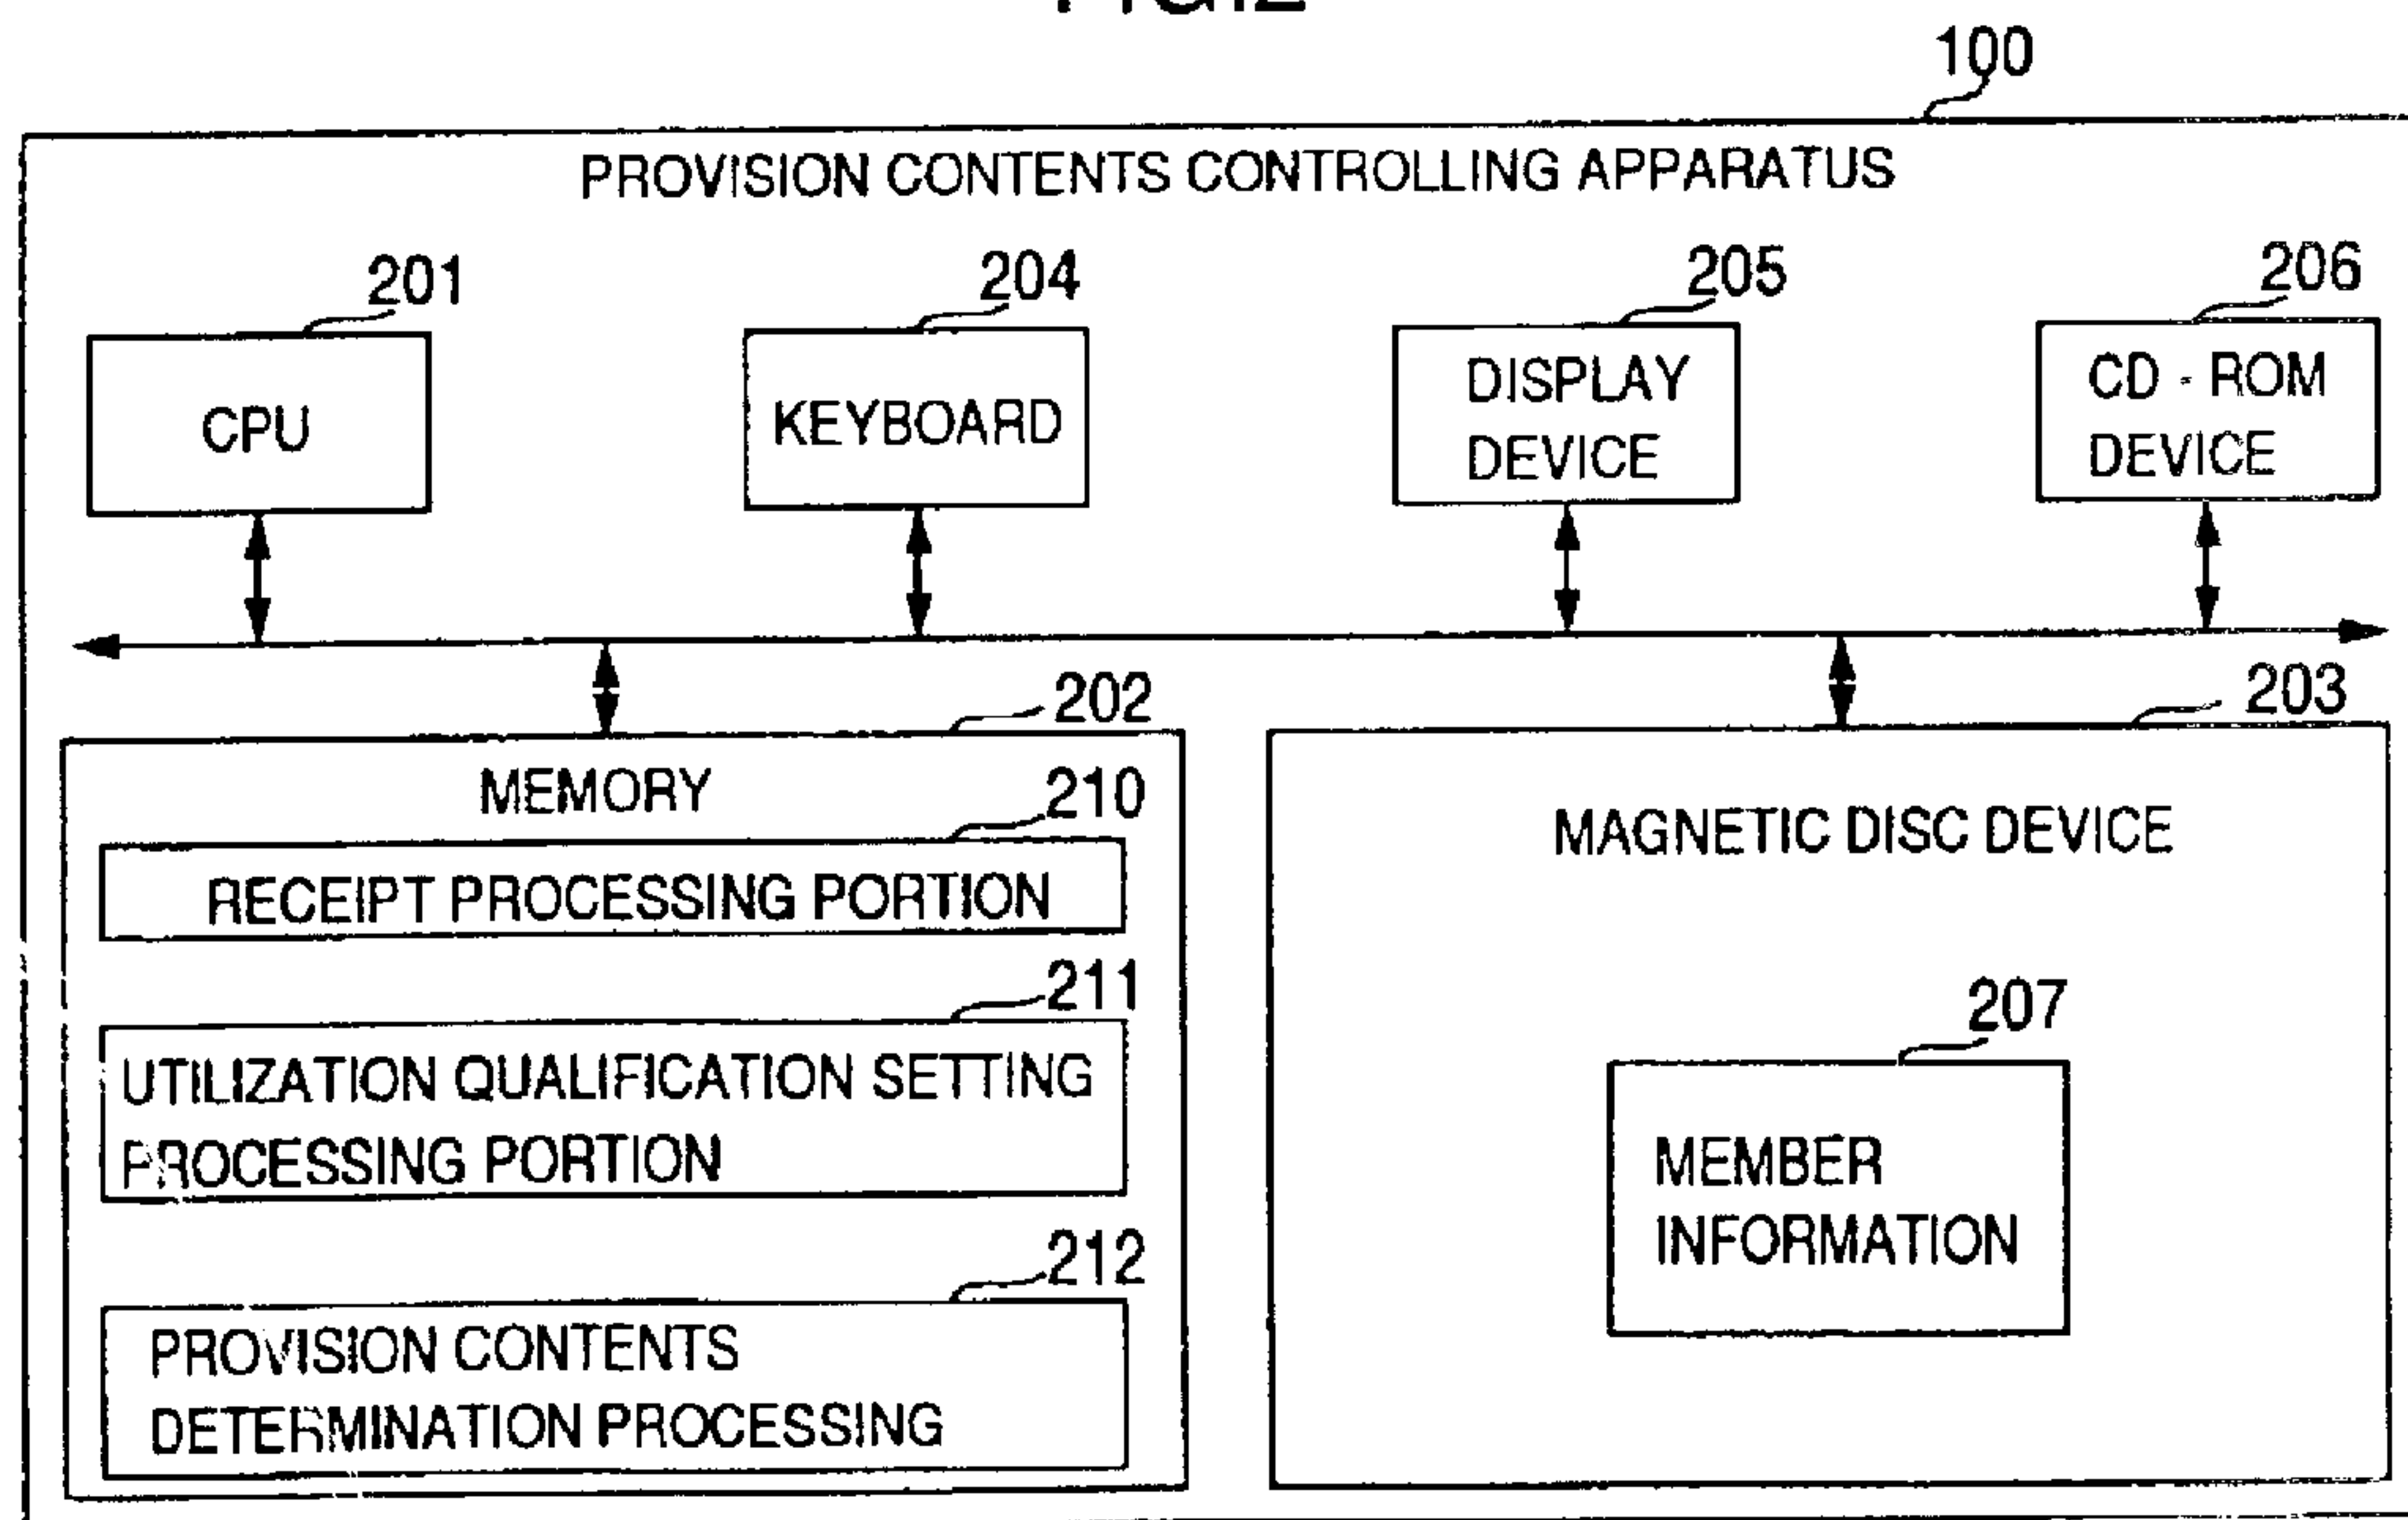 FIG.2
100
PROVISION CONTENTS CONTROLLING APPARATUS
201
204
205
206
CPU
KEYBOARD
DISPLAY
DEVICE
CD - ROM
DEVICE
202
203
MEMORY
210
RECEIPT PROCESSING PORTION
211
UTILIZATION QUALIFICATION SETTING
PROCESSING PORTION
212
PROVISION CONTENTS
DETERMINATION PROCESSING
MAGNETIC DISC DEVICE
207
MEMBER
INFORMATION